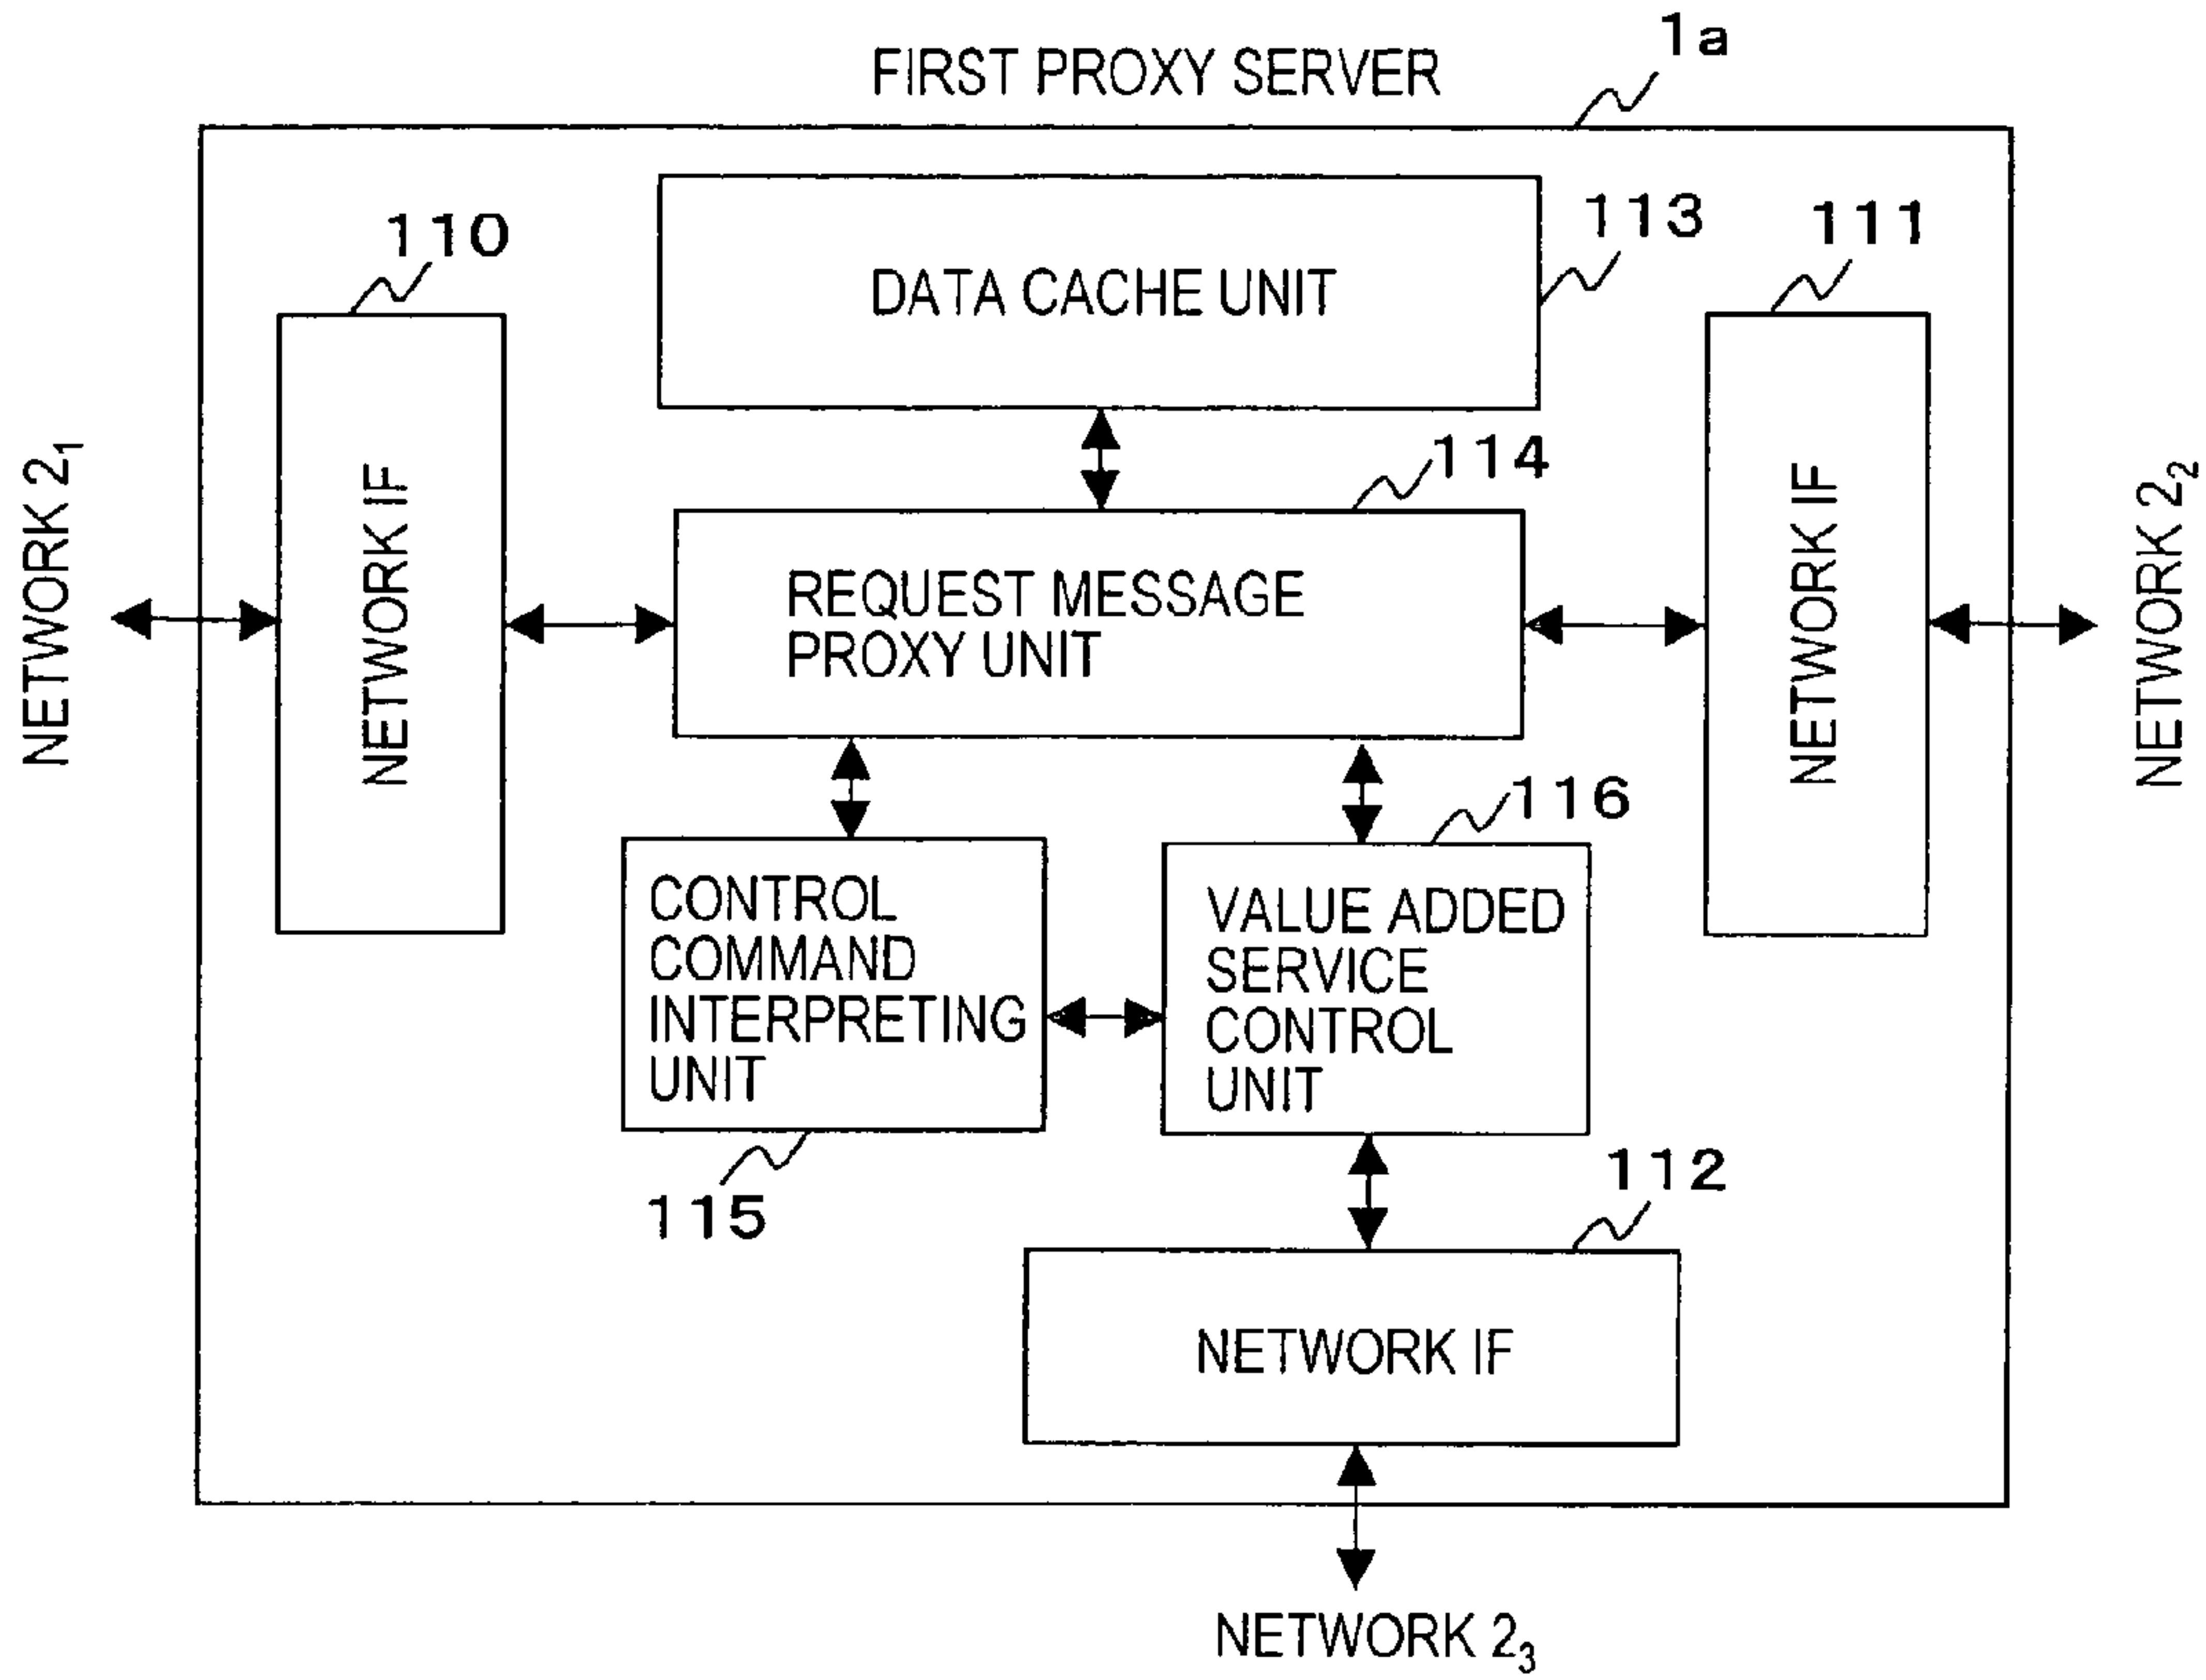 1a
FIRST PROXY SERVER
110
113
111
DATA CACHE UNIT
NETWORK 2₁
NETWORK IF
114
REQUEST MESSAGE
PROXY UNIT
NETWORK IF
NETWORK 2₂
116
CONTROL
COMMAND
INTERPRETING
UNIT
VALUE ADDED
SERVICE
CONTROL
UNIT
115
112
NETWORK IF
NETWORK 2₃